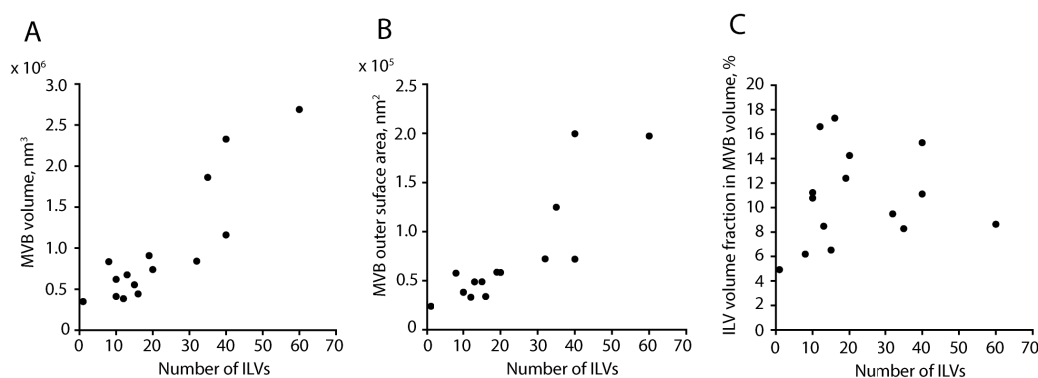 A
x 10⁶
MVB volume, nm³
3.0
2.5
2.0
1.5
1.0
0.5
0
0 10 20 30 40 50 60 70
Number of ILVs
B
x 10⁵
MVB outer suface area, nm²
2.5
2.0
1.5
1.0
0.5
0
0 10 20 30 40 50 60 70
Number of ILVs
C
ILV volume fraction in MVB volume, %
20
18
16
14
12
10
8
6
4
2
0
0 10 20 30 40 50 60 70
Number of ILVs